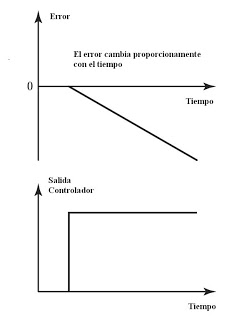 Error
El error cambia proporcionamente
con el tiempo
0
Tiempo
Salida
Controlador
Tiempo